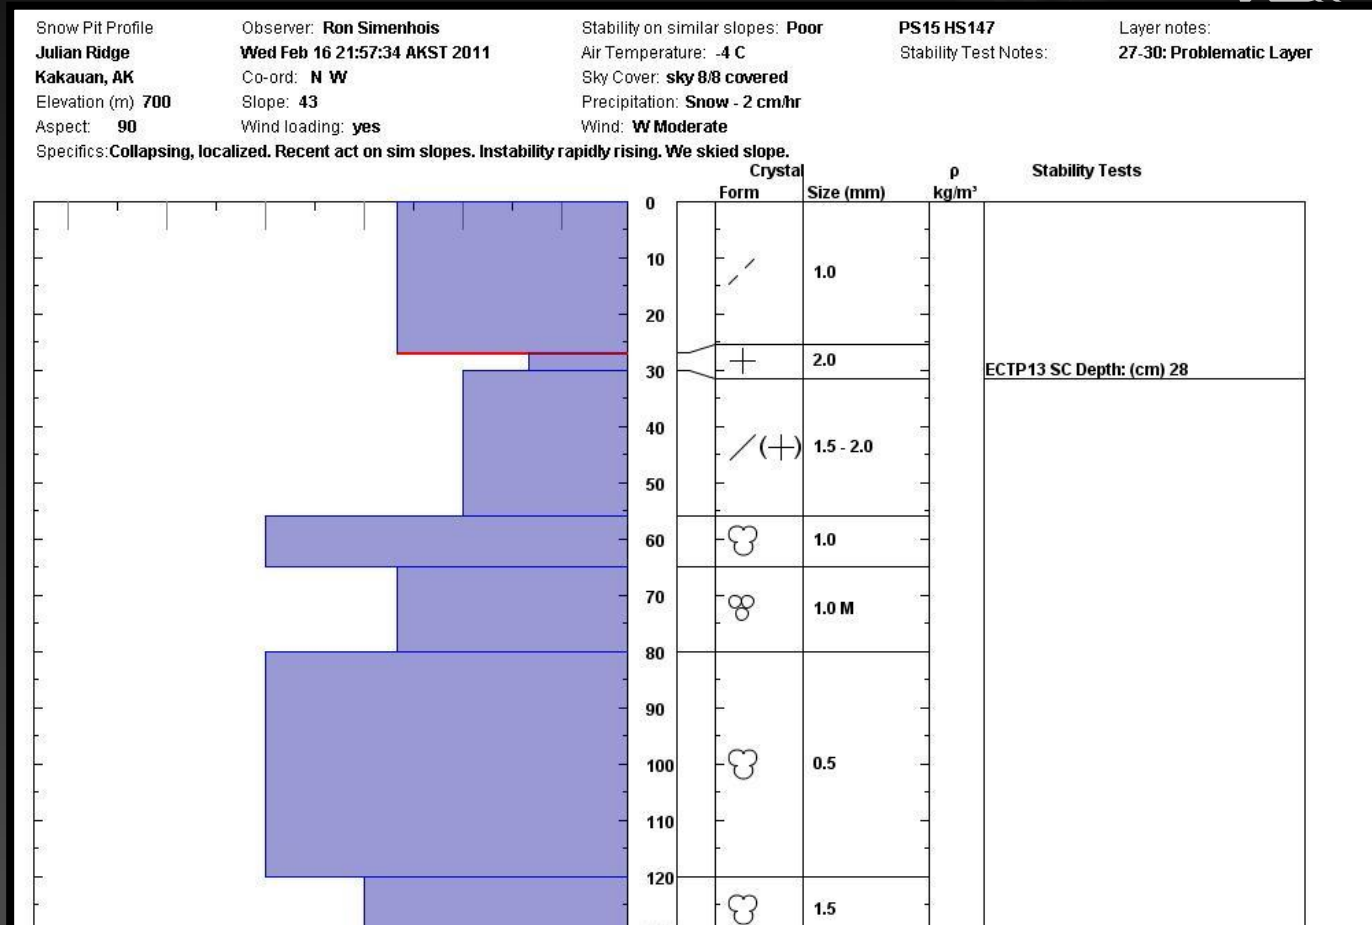 Snow Pit Profile Observer: Ron Simenhois Stability on similar slopes: Poor PS15 HS147 Layer notes:
Julian Ridge Wed Feb 16 21:57:34 AKST 2011 Air Temperature: -4 C Stability Test Notes: 27-30: Problematic Layer
Kakauan, AK Co-ord: N W Sky Cover: sky 8/8 covered
Elevation (m) 700 Slope: 43 Precipitation: Snow - 2 cm/hr
Aspect: 90 Wind loading: yes Wind: W Moderate
Specifics:Collapsing, localized. Recent act on sim slopes. Instability rapidly rising. We skied slope.
Crystal ρ Stability Tests
Form Size (mm) kg/m³
0
10
1.0
20
2.0
30 ECTP13 SC Depth: (cm) 28
40
1.5 - 2.0
50
60 1.0
70 1.0 M
80
90
100 0.5
110
120
1.5